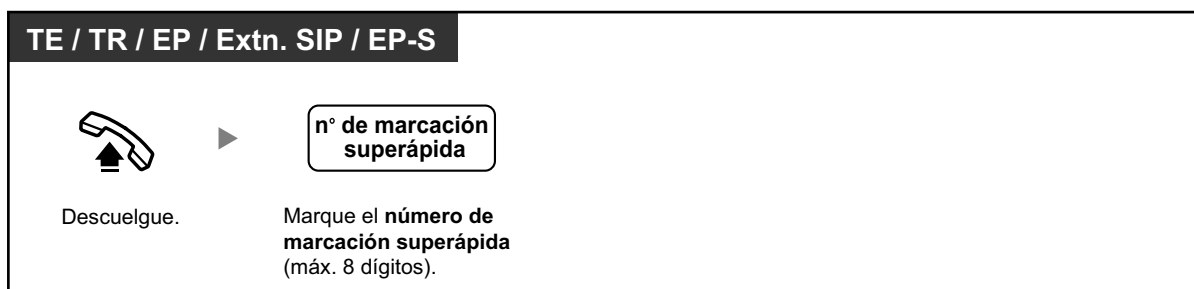 TE / TR / EP / Extn. SIP / EP-S
n° de marcación
superápida
Descuelgue.
Marque el número de
marcación superápida
(máx. 8 dígitos).